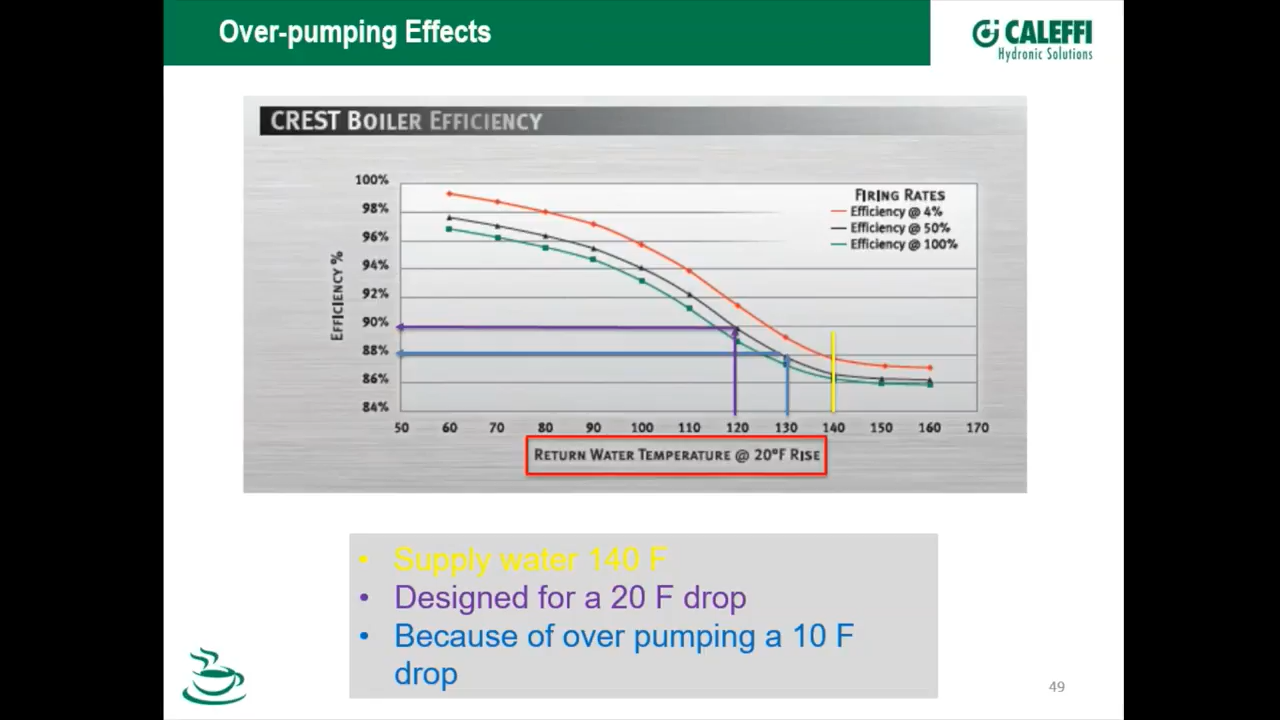 Over-pumping Effects
CALEFFI
Hydronic Solutions
CREST BOILER EFFICIENCY
100%
98%
96%
94%
92%
90%
88%
86%
84%
EFFICIENCY %
FIRING RATES
Efficiency @ 4%
Efficiency @ 50%
Efficiency @ 100%
50 60 70 80 90 100 110 120 130 140 150 160 170
RETURN WATER TEMPERATURE @ 20°F RISE
• Supply water 140 F
• Designed for a 20 F drop
• Because of over pumping a 10 F
drop
49